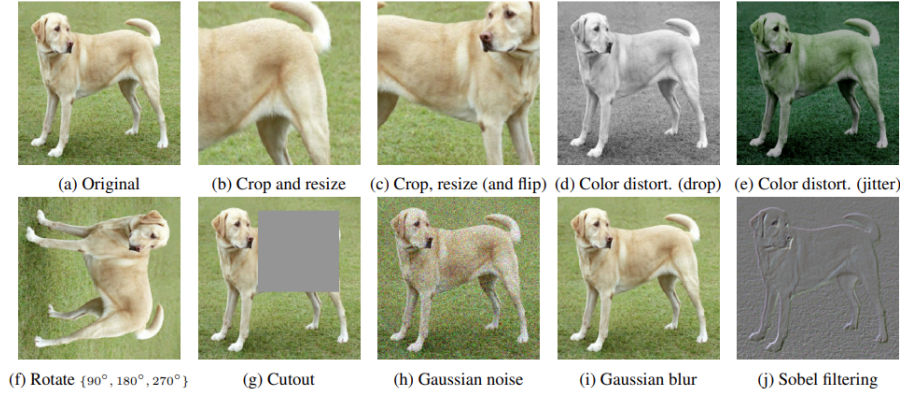 (a) Original (b) Crop and resize (c) Crop, resize (and flip) (d) Color distort. (drop) (e) Color distort. (jitter)
(f) Rotate {90°, 180°, 270°} (g) Cutout (h) Gaussian noise (i) Gaussian blur (j) Sobel filtering